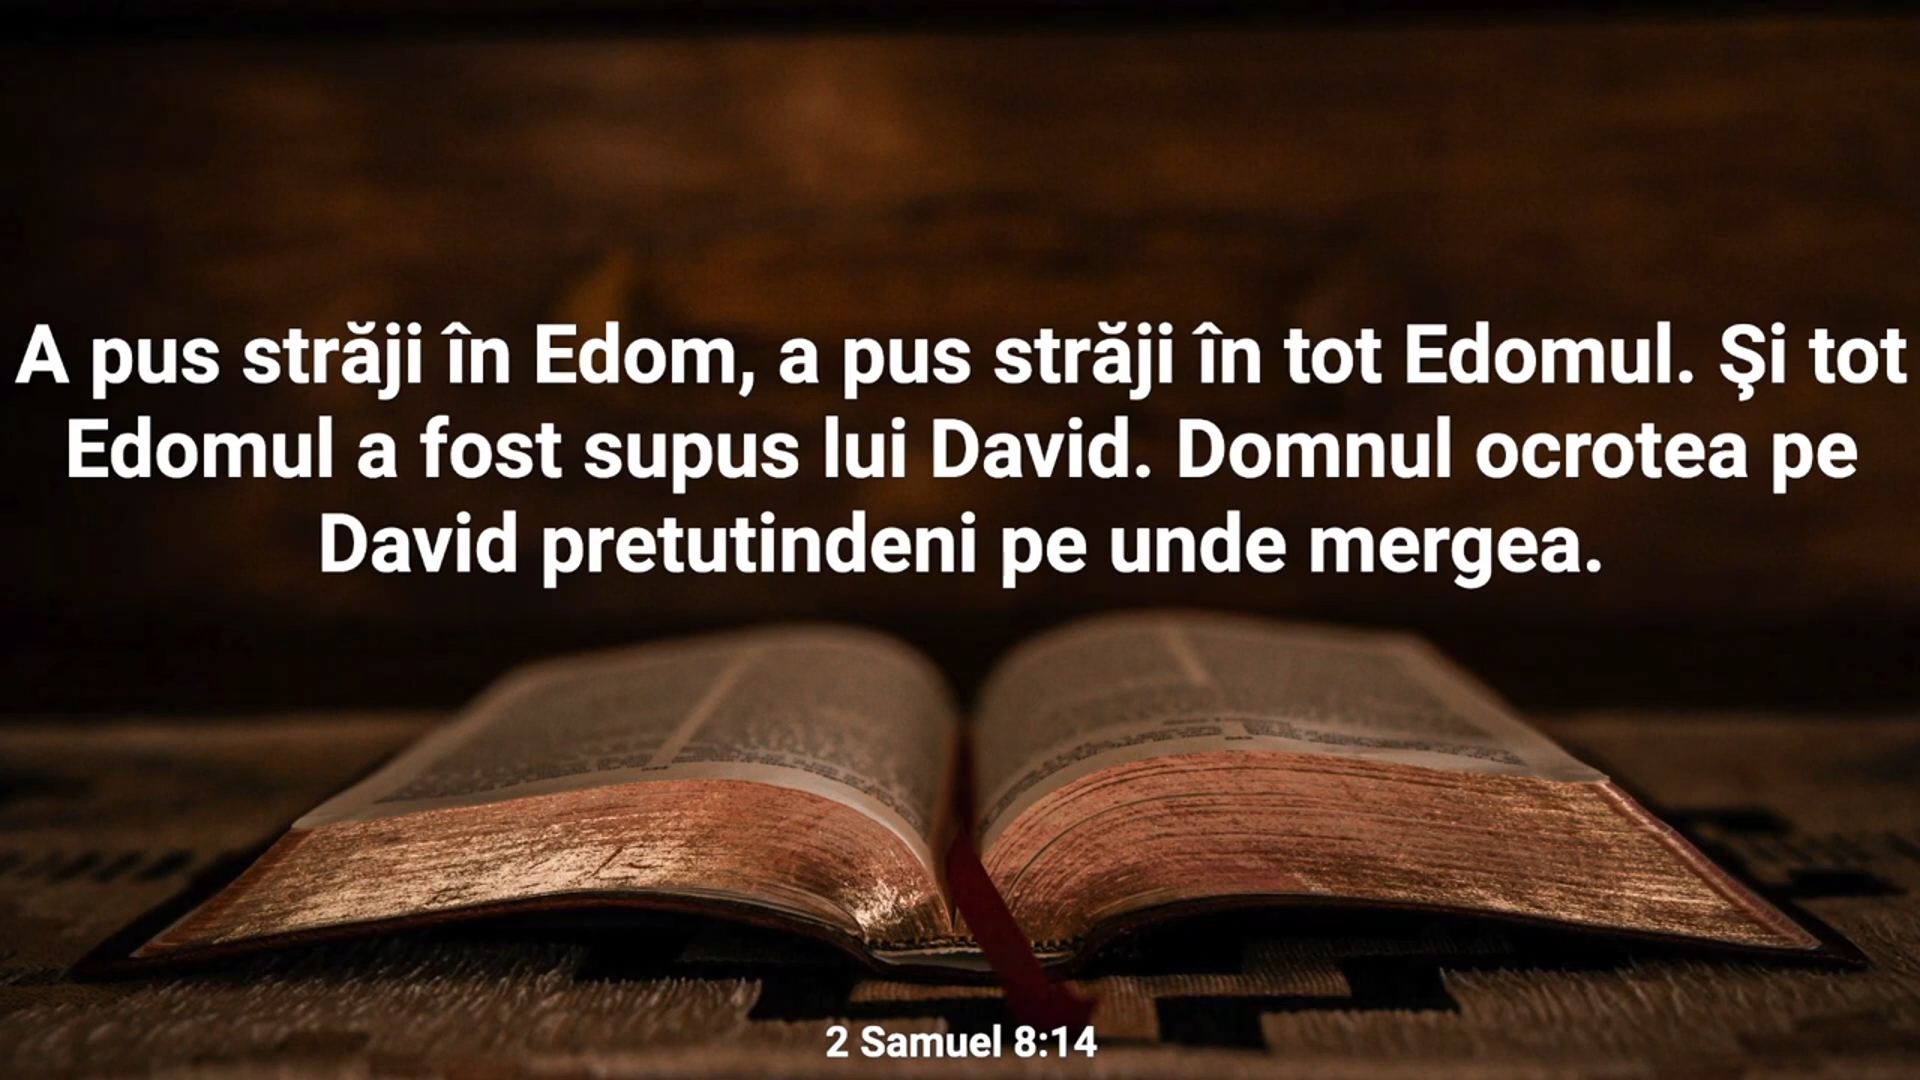 A pus străji în Edom, a pus străji în tot Edomul. Şi tot
Edomul a fost supus lui David. Domnul ocrotea pe
David pretutindeni pe unde mergea.
2 Samuel 8:14